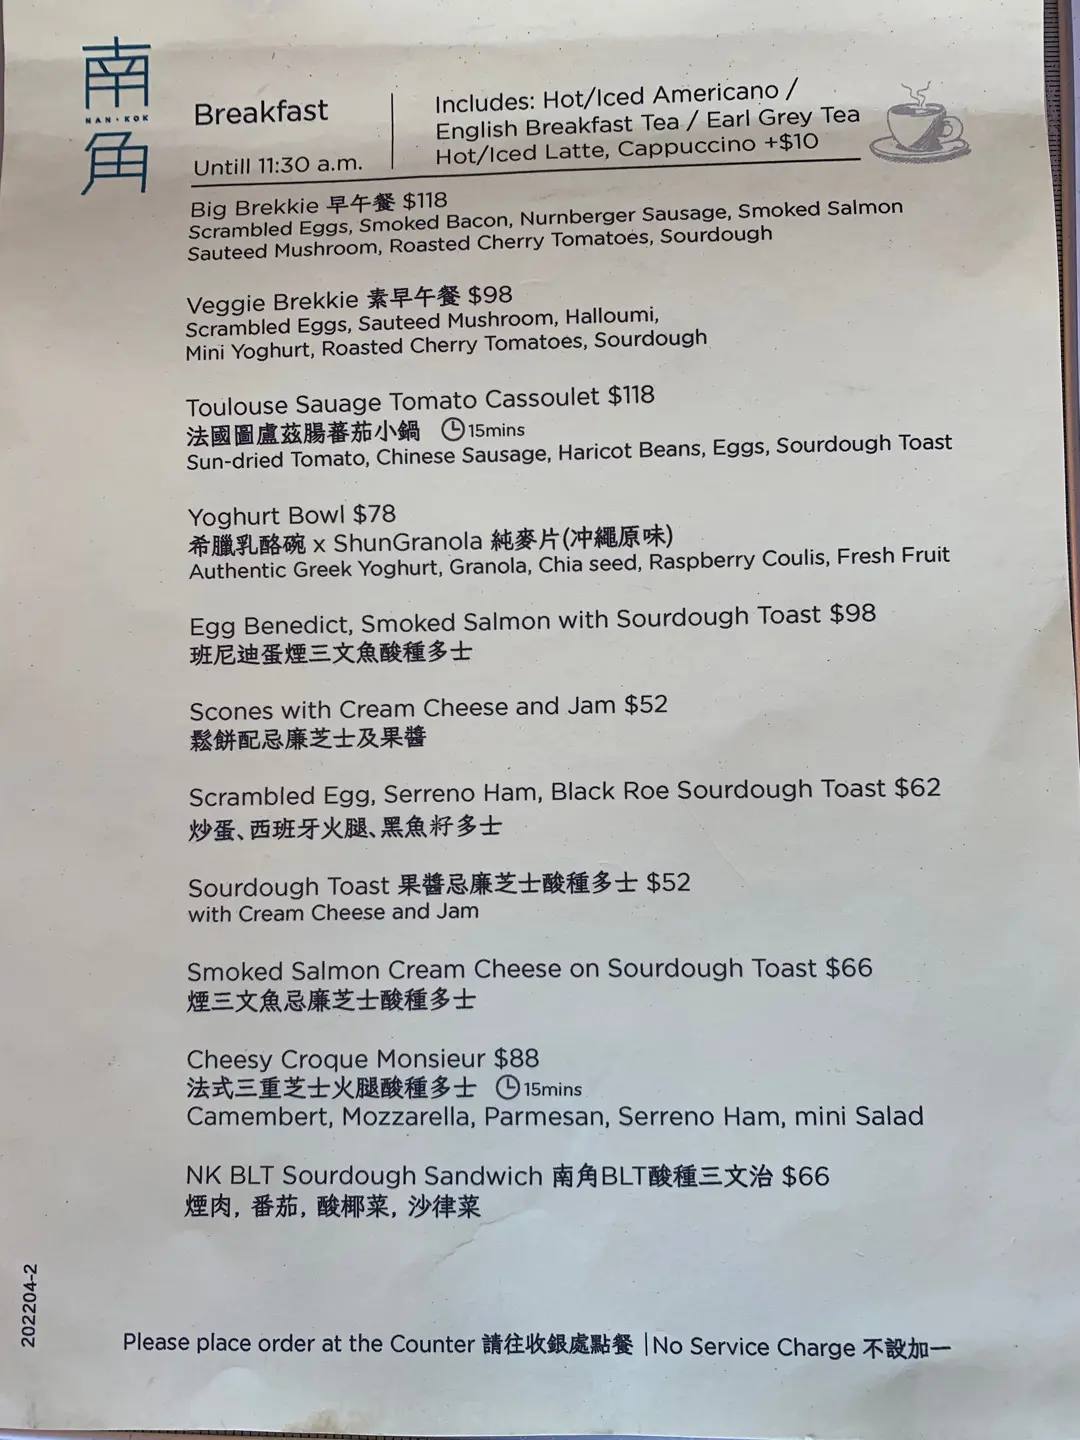 南
NAN·KOK
角
Breakfast
Untill 11:30 a.m.
Includes: Hot/Iced Americano /
English Breakfast Tea / Earl Grey Tea
Hot/Iced Latte, Cappuccino +$10
Big Brekkie 早午餐 $118
Scrambled Eggs, Smoked Bacon, Nurnberger Sausage, Smoked Salmon
Sauteed Mushroom, Roasted Cherry Tomatoes, Sourdough
Veggie Brekkie 素早午餐 $98
Scrambled Eggs, Sauteed Mushroom, Halloumi,
Mini Yoghurt, Roasted Cherry Tomatoes, Sourdough
Toulouse Sauage Tomato Cassoulet $118
法國圖盧茲腸蕃茄小鍋 15mins
Sun-dried Tomato, Chinese Sausage, Haricot Beans, Eggs, Sourdough Toast
Yoghurt Bowl $78
希臘乳酪碗 x ShunGranola 純麥片(冲繩原味)
Authentic Greek Yoghurt, Granola, Chia seed, Raspberry Coulis, Fresh Fruit
Egg Benedict, Smoked Salmon with Sourdough Toast $98
班尼迪蛋煙三文魚酸種多士
Scones with Cream Cheese and Jam $52
鬆餅配忌廉芝士及果醬
Scrambled Egg, Serreno Ham, Black Roe Sourdough Toast $62
炒蛋、西班牙火腿、黑魚籽多士
Sourdough Toast 果醬忌廉芝士酸種多士 $52
with Cream Cheese and Jam
Smoked Salmon Cream Cheese on Sourdough Toast $66
煙三文魚忌廉芝士酸種多士
Cheesy Croque Monsieur $88
法式三重芝士火腿酸種多士 15mins
Camembert, Mozzarella, Parmesan, Serreno Ham, mini Salad
NK BLT Sourdough Sandwich 南角BLT酸種三文治 $66
煙肉, 番茄, 酸椰菜, 沙律菜
202204-2
Please place order at the Counter 請往收銀處點餐 | No Service Charge 不設加一